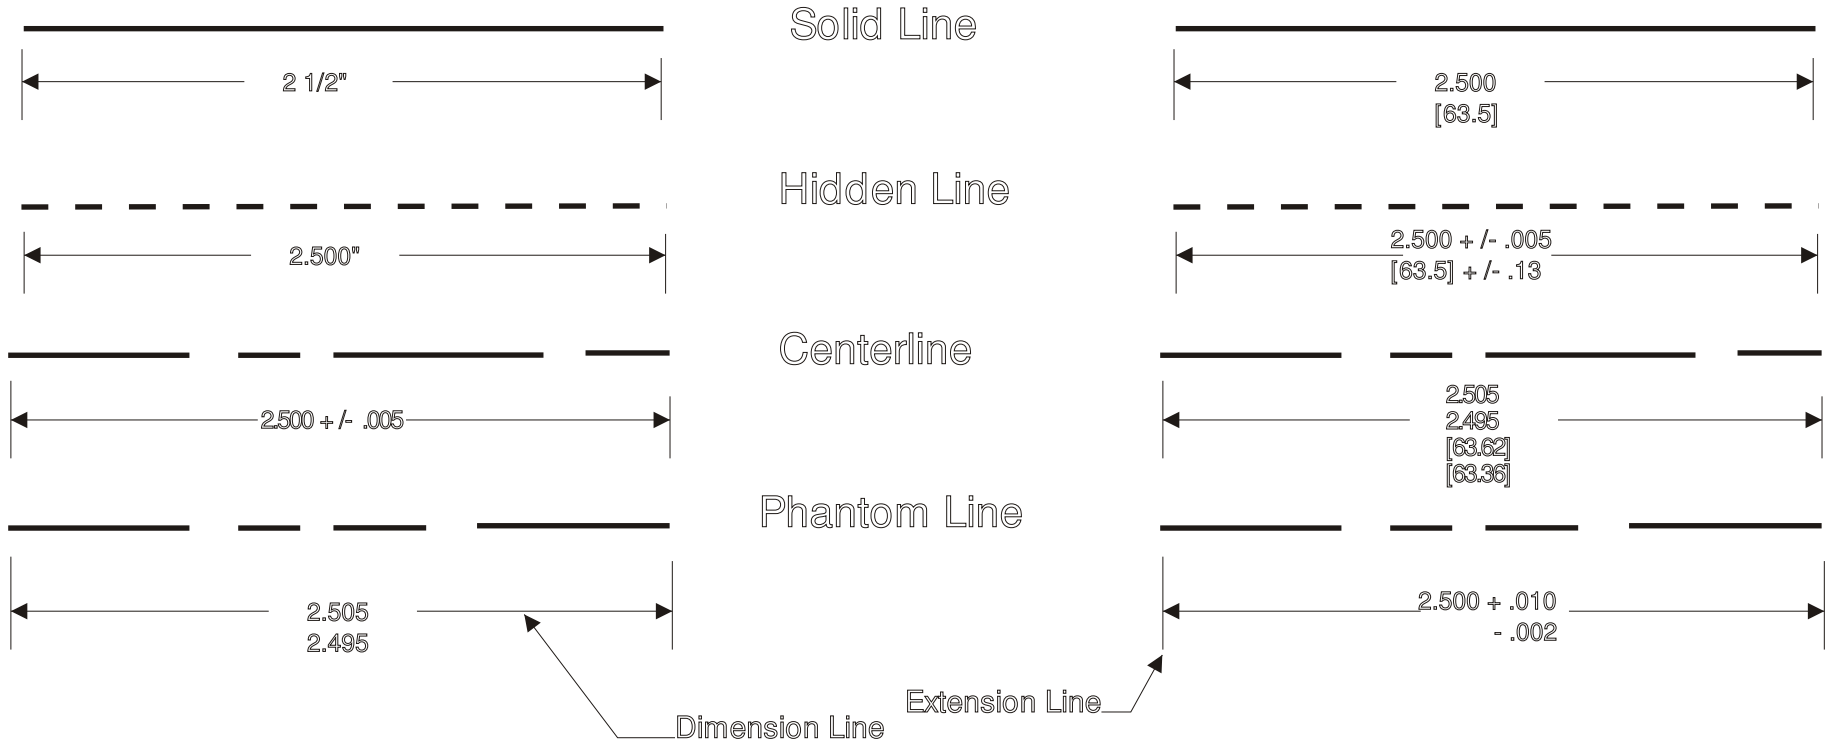 Solid Line
2 1/2"
2.500
[63.5]
Hidden Line
2.500"
2.500 + /- .005
[63.5] + /- .13
Centerline
2.500 + /- .005
2.505
2.495
[63.62]
[63.36]
Phantom Line
2.505
2.495
2.500 + .010
- .002
Extension Line
Dimension Line